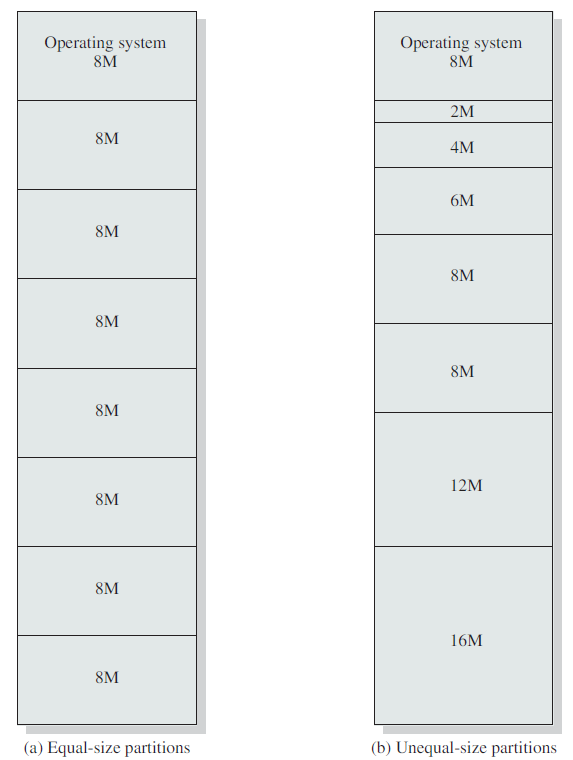 Operating system
8M
8M
8M
8M
8M
8M
8M
8M
(a) Equal-size partitions
Operating system
8M
2M
4M
6M
8M
8M
12M
16M
(b) Unequal-size partitions